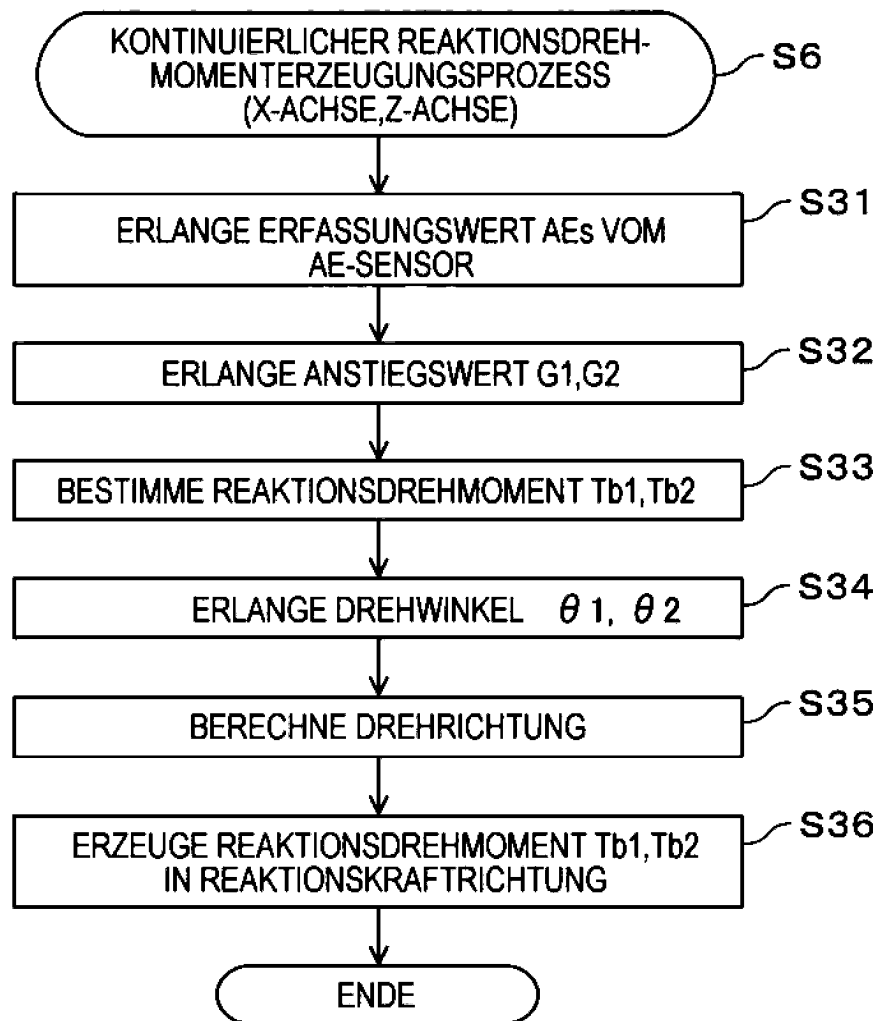 KONTINUIERLICHER REAKTIONSDREH-
MOMENTERZEUGUNGSPROZESS
(X-ACHSE,Z-ACHSE)
S6
S31
ERLANGE ERFASSUNGSWERT AEs VOM
AE-SENSOR
S32
ERLANGE ANSTIEGSWERT G1,G2
S33
BESTIMME REAKTIONSDREHMOMENT Tb1,Tb2
S34
ERLANGE DREHWINKEL θ1, θ2
S35
BERECHNE DREHRICHTUNG
S36
ERZEUGE REAKTIONSDREHMOMENT Tb1,Tb2
IN REAKTIONSKRAFTRICHTUNG
ENDE